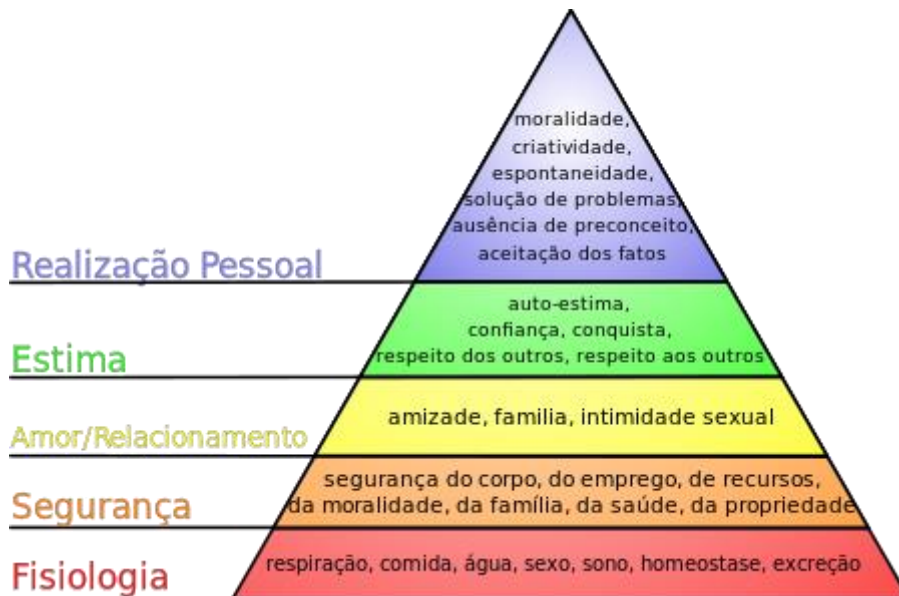 moralidade,
criatividade,
espontaneidade,
solução de problemas,
ausência de preconceito,
aceitação dos fatos
Realização Pessoal
auto-estima,
confiança, conquista,
respeito dos outros, respeito aos outros
Estima
amizade, familia, intimidade sexual
Amor/Relacionamento
segurança do corpo, do emprego, de recursos,
da moralidade, da família, da saúde, da propriedade
Segurança
respiração, comida, água, sexo, sono, homeostase, excreção
Fisiologia